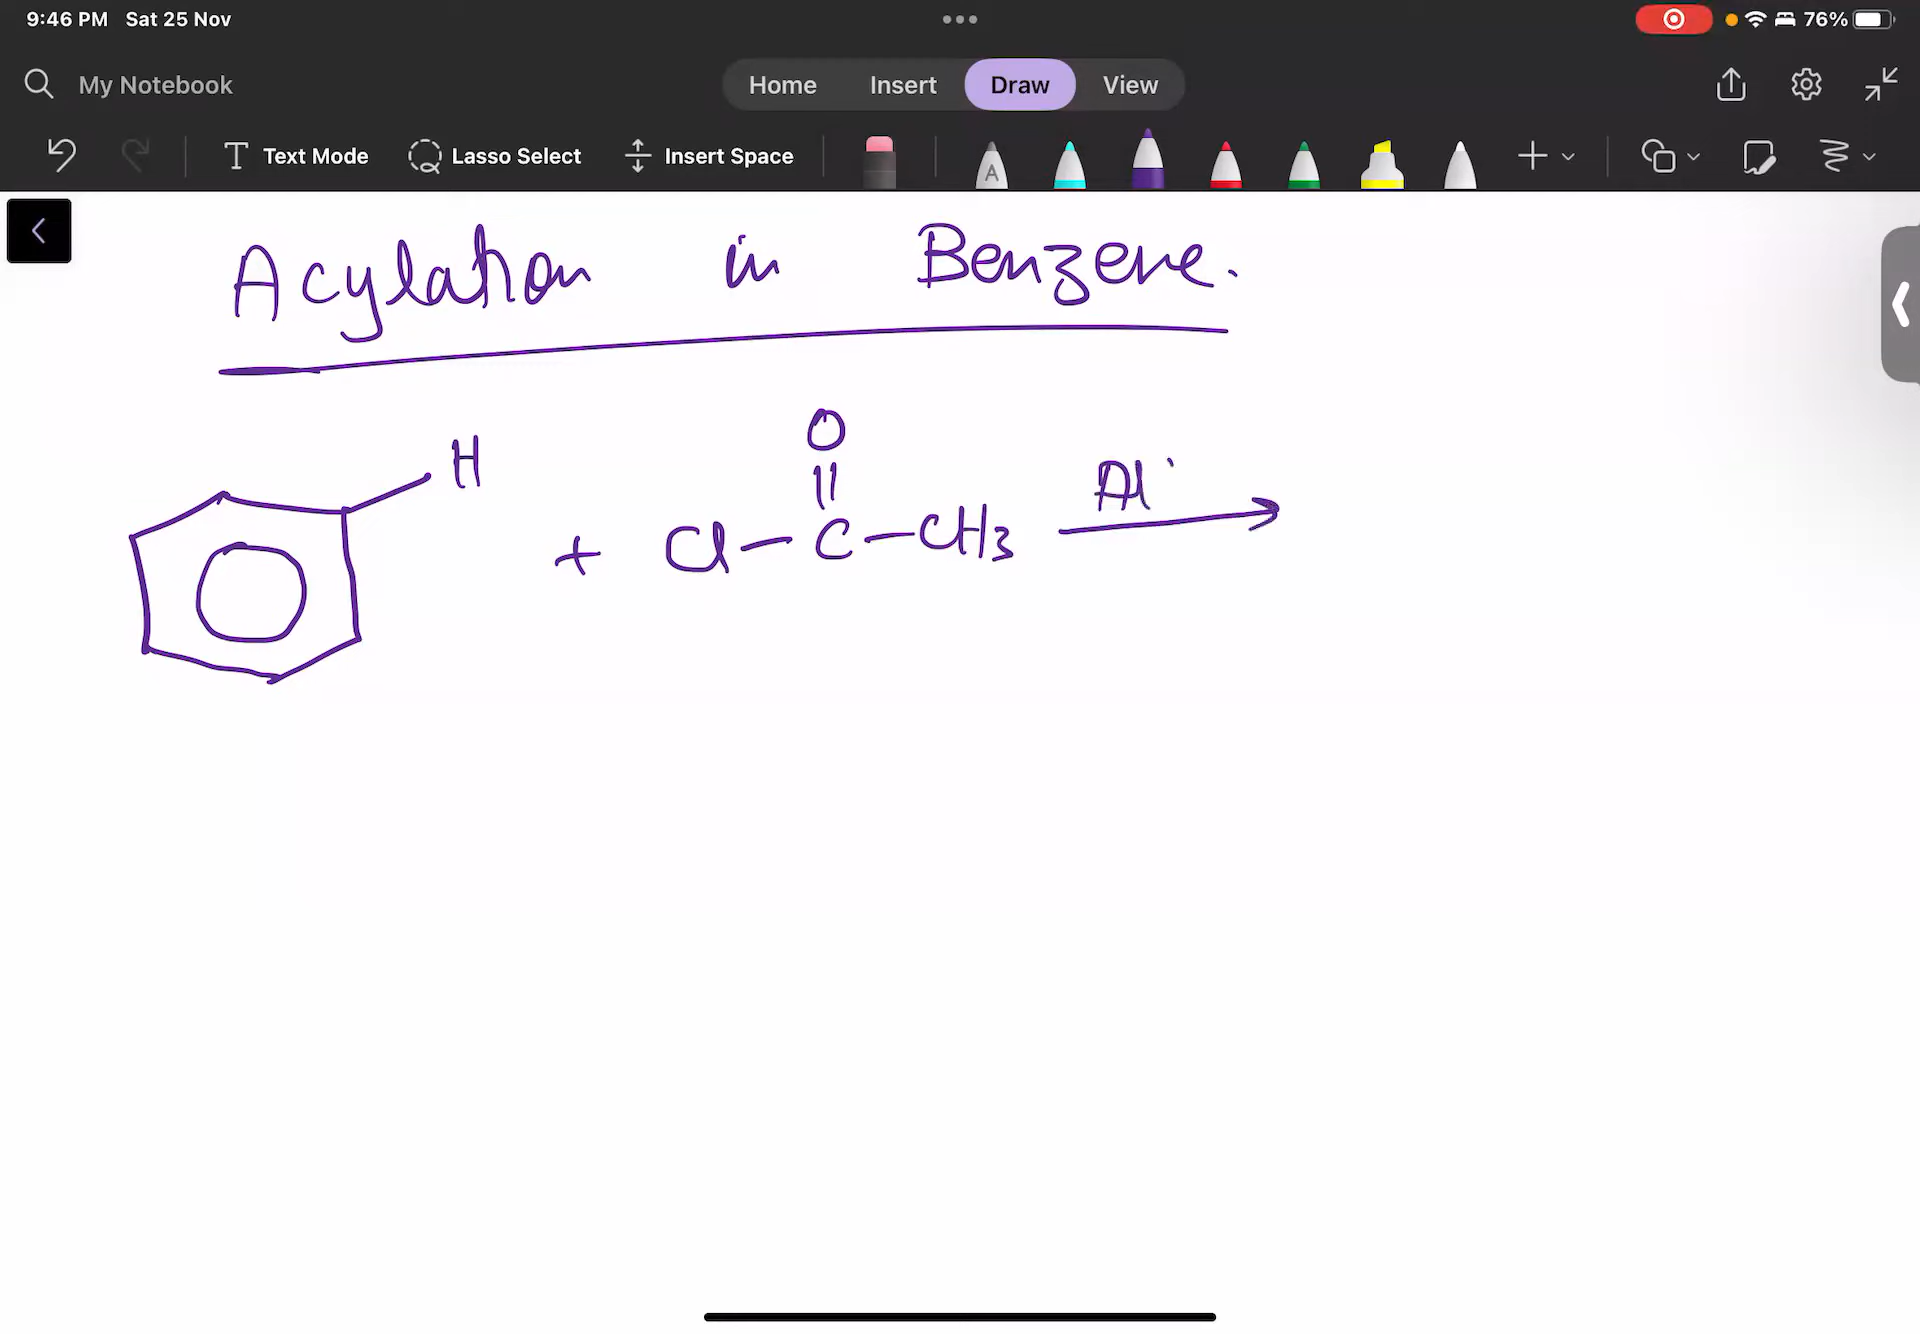 9:46 PM Sat 25 Nov 76%
My Notebook Home Insert Draw View
Text Mode Lasso Select Insert Space A
Acylation in Benzene.
H
O
Al
+ Cl-C-CH3